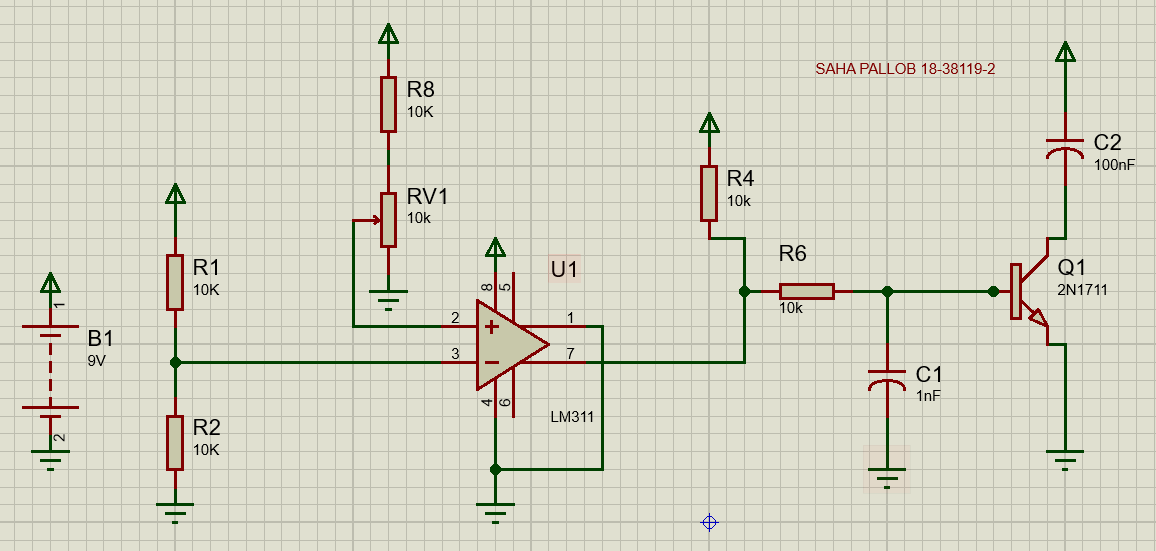 SAHA PALLOB 18-38119-2
R8
10K
C2
100nF
R4
10k
RV1
10k
R6
10k
Q1
2N1711
R1
10K
U1
8
5
2
1
3
7
4
6
LM311
1
B1
9V
2
C1
1nF
R2
10K